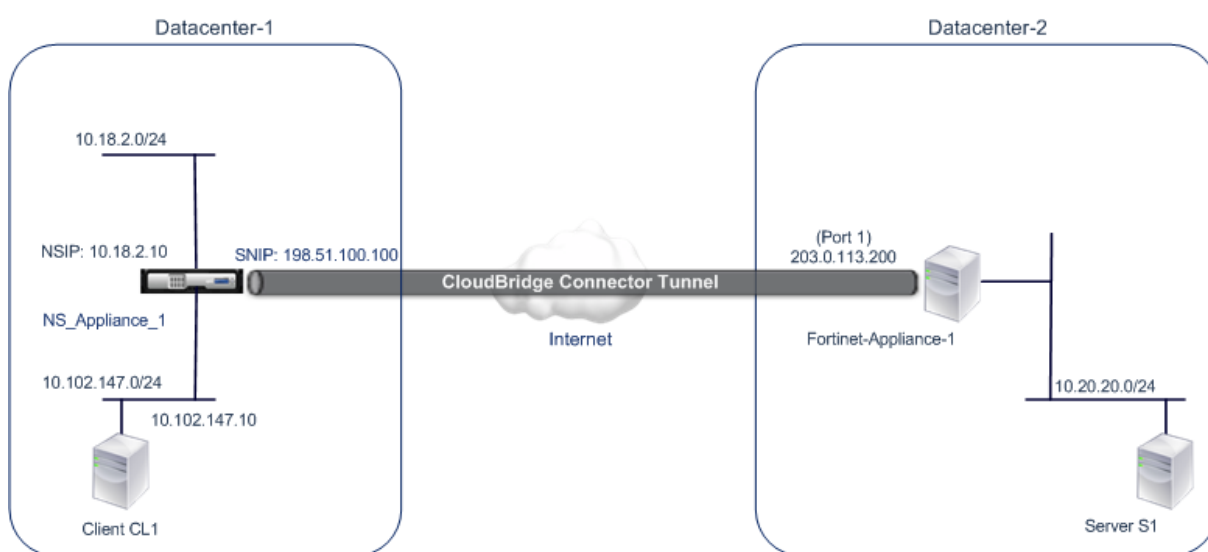 Datacenter-1
Datacenter-2
10.18.2.0/24
NSIP: 10.18.2.10
SNIP: 198.51.100.100
(Port 1)
203.0.113.200
CloudBridge Connector Tunnel
NS_Appliance_1
Internet
Fortinet-Appliance-1
10.102.147.0/24
10.102.147.10
10.20.20.0/24
Client CL1
Server S1